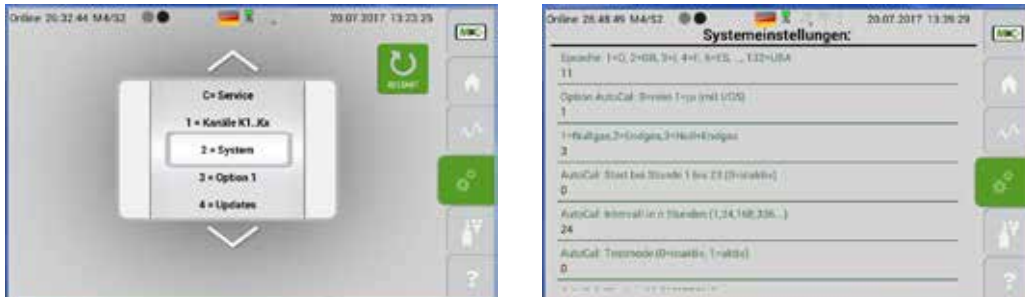 Online 26:32:44 M4/S2
20.07.2017 13:23:25
RESTART
C= Service
1 = Kanäle K1..Kx
2 = System
3 = Option 1
4 = Updates
?
Online 26:48:49 M4/S2
20.07.2017 13:39:29
Systemeinstellungen:
Sprache: 1=D, 2=GB, 3=I, 4=F, 6=ES, ..., 132=USA
11
Option AutoCal: 0=nein 1=ja (mit I/OS)
1
1=Nullgas,2=Endgas,3=Null+Endgas
3
AutoCal: Start bei Stunde 1 bis 23 (0=inaktiv)
0
AutoCal: Intervall in n Stunden (1,24,168,336...)
24
AutoCal: Testmode (0=inaktiv, 1=aktiv)
0
?